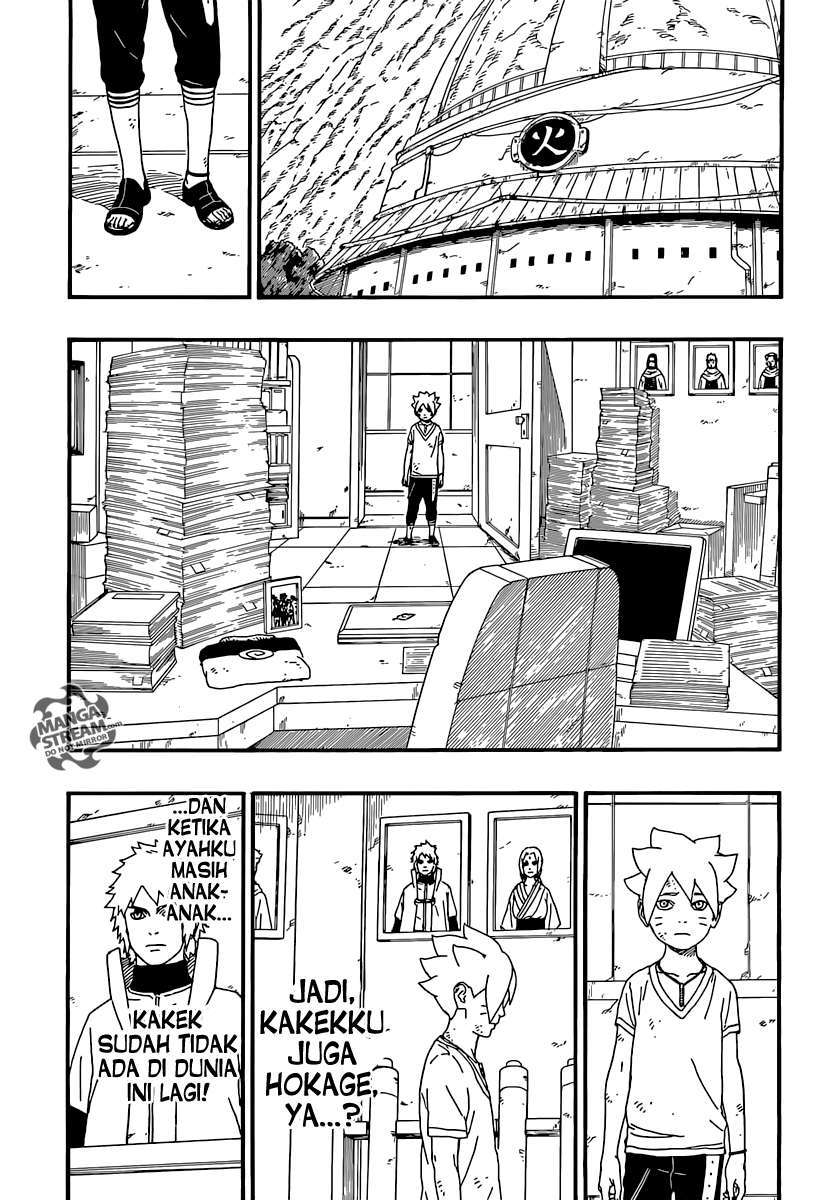 火
MANGA
STREAM.com
DO NOT MIRROR
JADI,
KAKEKKU
JUGA
HOKAGE,
YA...?
...DAN
KETIKA
AYAHKU
MASIH
ANAK-
ANAK...
KAKEK
SUDAH TIDAK
ADA DI DUNIA
INI LAGI!